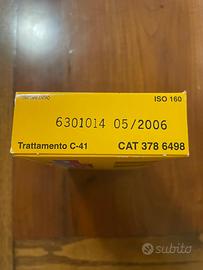 ISO 160
6301014 05/2006
Trattamento C-41
CAT 378 6498
subito